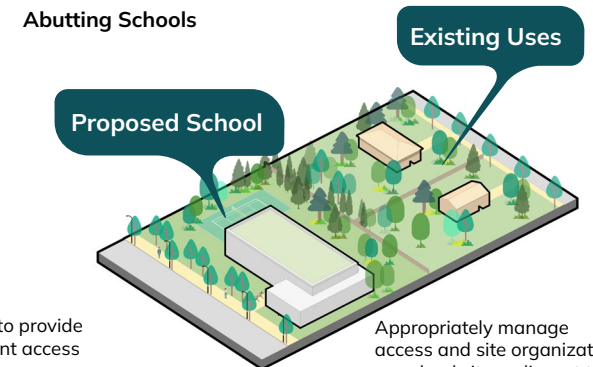 Abutting Schools
Existing Uses
Proposed School
to provide
nt access
Appropriately manage
access and site organizat